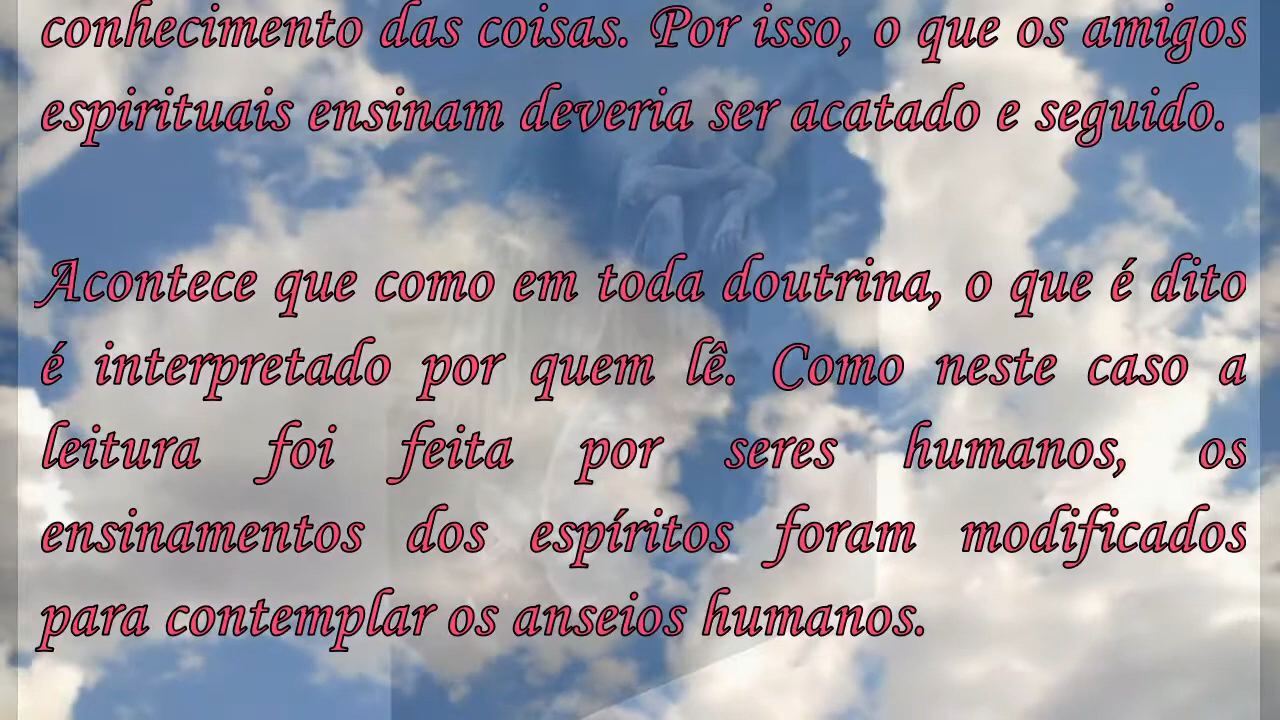 conhecimento das coisas. Por isso, o que os amigos
espirituais ensinam deveria ser acatado e seguido.
Acontece que como em toda doutrina, o que é dito
é interpretado por quem lê. Como neste caso a
leitura foi feita por seres humanos, os
ensinamentos dos espíritos foram modificados
para contemplar os anseios humanos.